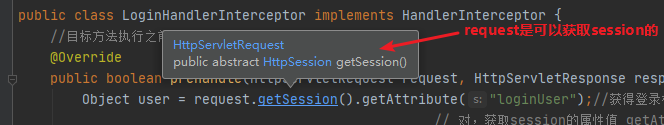 public class LoginHandlerInterceptor implements HandlerInterceptor {
//目标方法执行之前
request是可以获取session的
@Override
HttpServletRequest
public abstract HttpSession getSession()
public boolean preHandle(HttpServletRequest request, HttpServletResponse resp
Object user = request.getSession().getAttribute( s: "loginUser");//获得登录
// 对，获取session的属性值 getAt